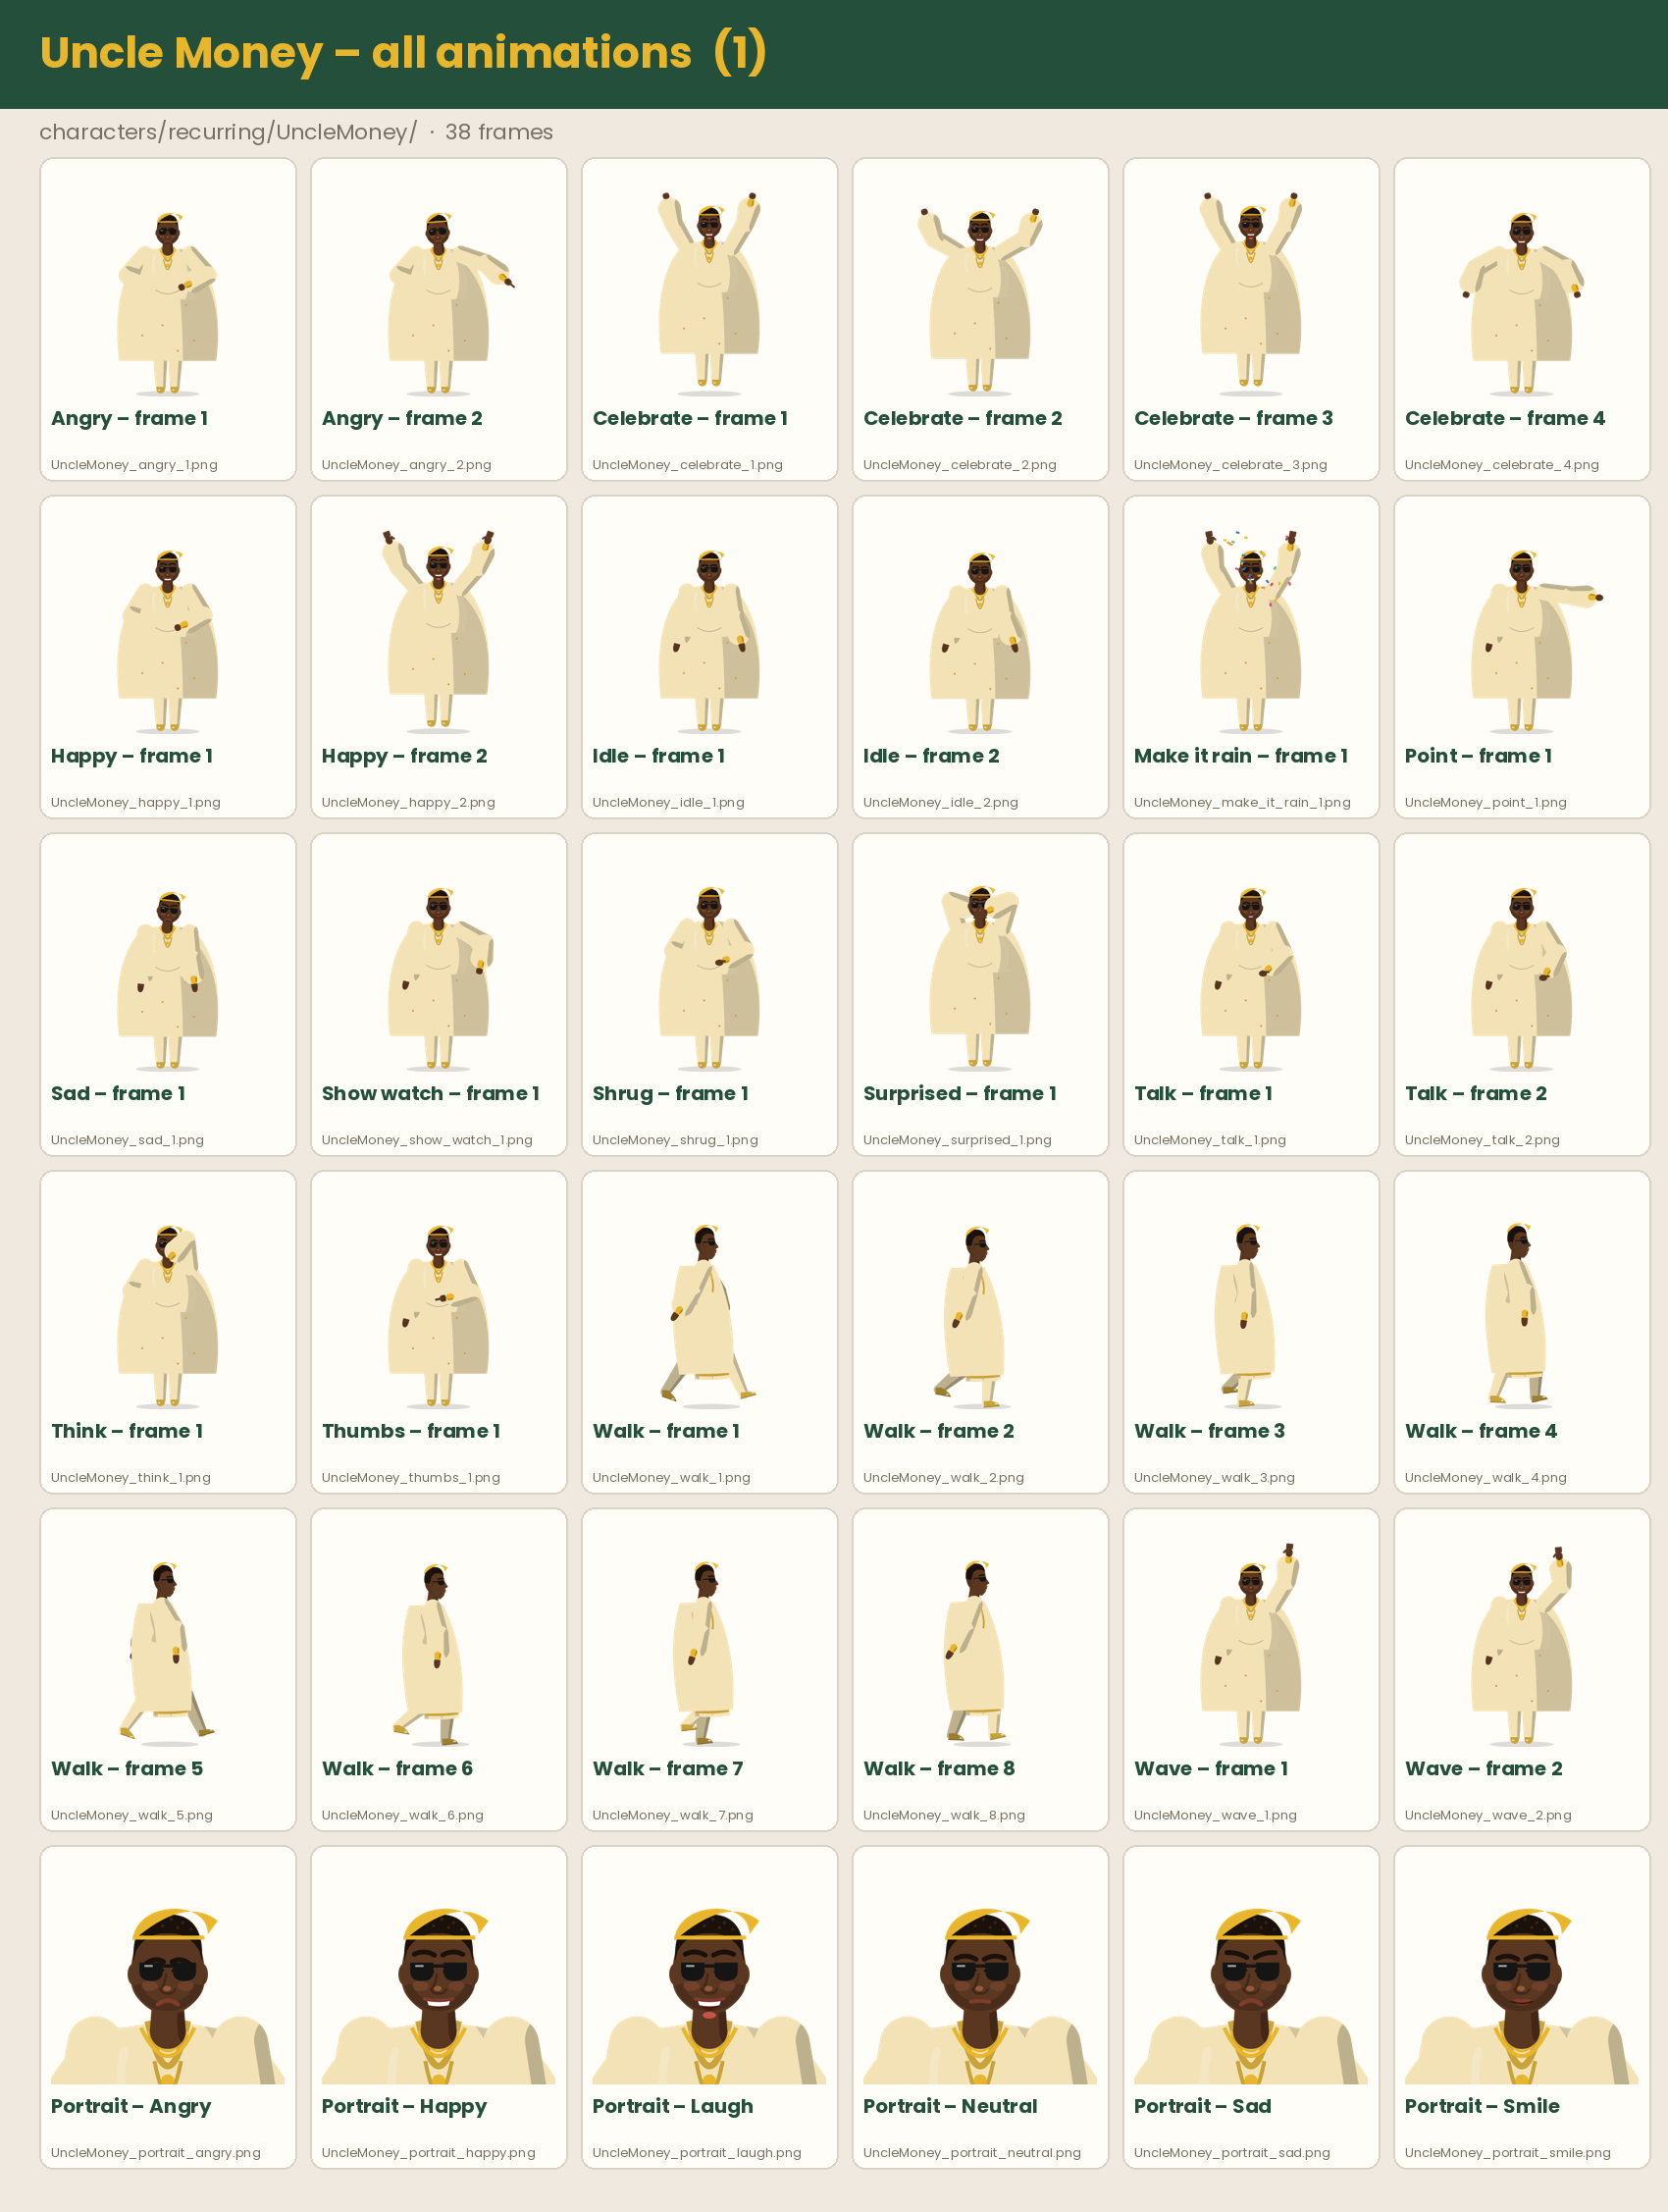 Uncle Money – all animations (1)
characters/recurring/UncleMoney/ · 38 frames
Angry – frame 1
UncleMoney_angry_1.png
Angry – frame 2
UncleMoney_angry_2.png
Celebrate – frame 1
UncleMoney_celebrate_1.png
Celebrate – frame 2
UncleMoney_celebrate_2.png
Celebrate – frame 3
UncleMoney_celebrate_3.png
Celebrate – frame 4
UncleMoney_celebrate_4.png
Happy – frame 1
UncleMoney_happy_1.png
Happy – frame 2
UncleMoney_happy_2.png
Idle – frame 1
UncleMoney_idle_1.png
Idle – frame 2
UncleMoney_idle_2.png
Make it rain – frame 1
UncleMoney_make_it_rain_1.png
Point – frame 1
UncleMoney_point_1.png
Sad – frame 1
UncleMoney_sad_1.png
Show watch – frame 1
UncleMoney_show_watch_1.png
Shrug – frame 1
UncleMoney_shrug_1.png
Surprised – frame 1
UncleMoney_surprised_1.png
Talk – frame 1
UncleMoney_talk_1.png
Talk – frame 2
UncleMoney_talk_2.png
Think – frame 1
UncleMoney_think_1.png
Thumbs – frame 1
UncleMoney_thumbs_1.png
Walk – frame 1
UncleMoney_walk_1.png
Walk – frame 2
UncleMoney_walk_2.png
Walk – frame 3
UncleMoney_walk_3.png
Walk – frame 4
UncleMoney_walk_4.png
Walk – frame 5
UncleMoney_walk_5.png
Walk – frame 6
UncleMoney_walk_6.png
Walk – frame 7
UncleMoney_walk_7.png
Walk – frame 8
UncleMoney_walk_8.png
Wave – frame 1
UncleMoney_wave_1.png
Wave – frame 2
UncleMoney_wave_2.png
Portrait – Angry
UncleMoney_portrait_angry.png
Portrait – Happy
UncleMoney_portrait_happy.png
Portrait – Laugh
UncleMoney_portrait_laugh.png
Portrait – Neutral
UncleMoney_portrait_neutral.png
Portrait – Sad
UncleMoney_portrait_sad.png
Portrait – Smile
UncleMoney_portrait_smile.png